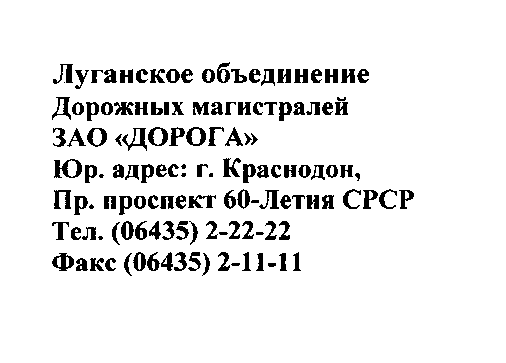 Луганское объединение
Дорожных магистралей
ЗАО «ДОРОГА»
Юр. адрес: г. Краснодон,
Пр. проспект 60-Летия СРСР
Тел. (06435) 2-22-22
Факс (06435) 2-11-11